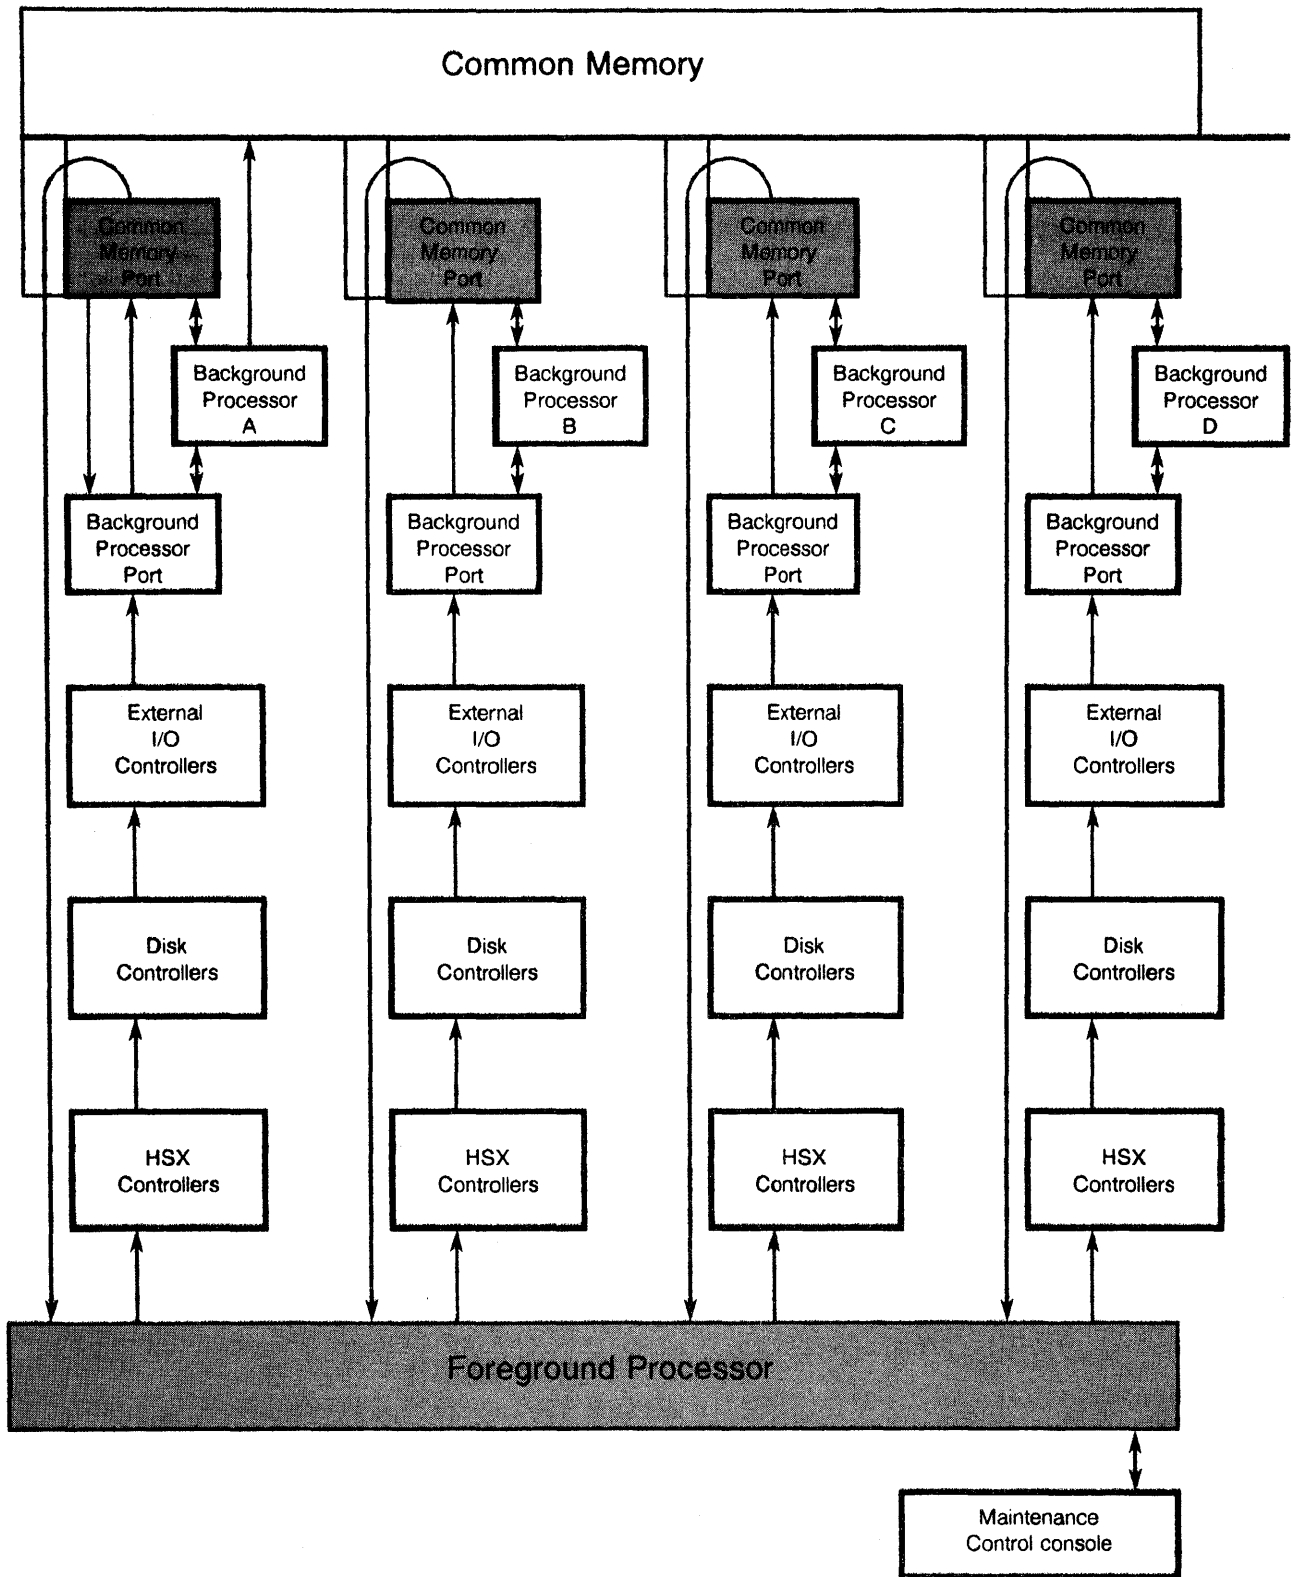 Common Memory
Common
Memory
Port
Common
Memory
Port
Common
Memory
Port
Common
Memory
Port
Background
Processor
A
Background
Processor
B
Background
Processor
C
Background
Processor
D
Background
Processor
Port
Background
Processor
Port
Background
Processor
Port
Background
Processor
Port
External
I/O
Controllers
External
I/O
Controllers
External
I/O
Controllers
External
I/O
Controllers
Disk
Controllers
Disk
Controllers
Disk
Controllers
Disk
Controllers
HSX
Controllers
HSX
Controllers
HSX
Controllers
HSX
Controllers
Foreground Processor
Maintenance
Control console